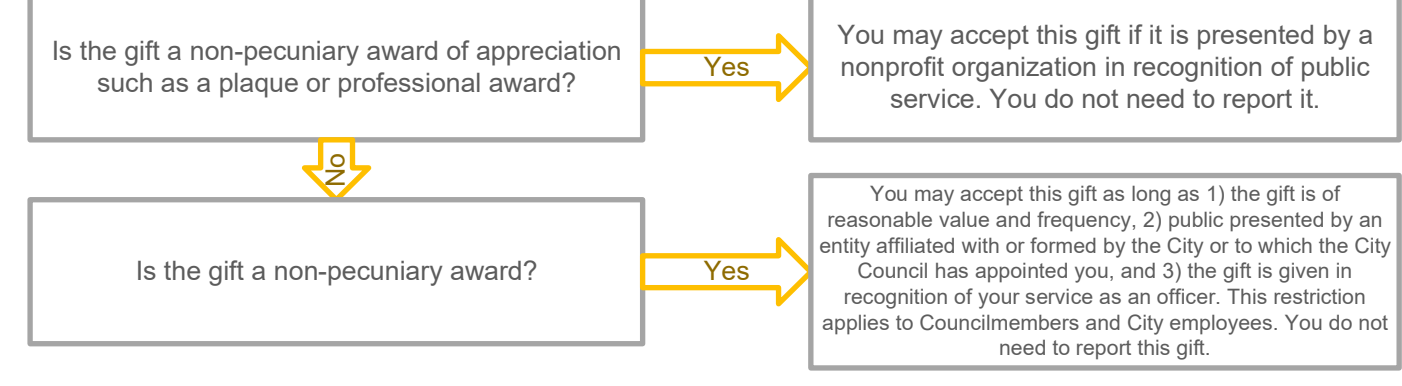 Is the gift a non-pecuniary award of appreciation
such as a plaque or professional award?
Yes
You may accept this gift if it is presented by a
nonprofit organization in recognition of public
service. You do not need to report it.
No
Is the gift a non-pecuniary award?
Yes
You may accept this gift as long as 1) the gift is of
reasonable value and frequency, 2) public presented by an
entity affiliated with or formed by the City or to which the City
Council has appointed you, and 3) the gift is given in
recognition of your service as an officer. This restriction
applies to Councilmembers and City employees. You do not
need to report this gift.